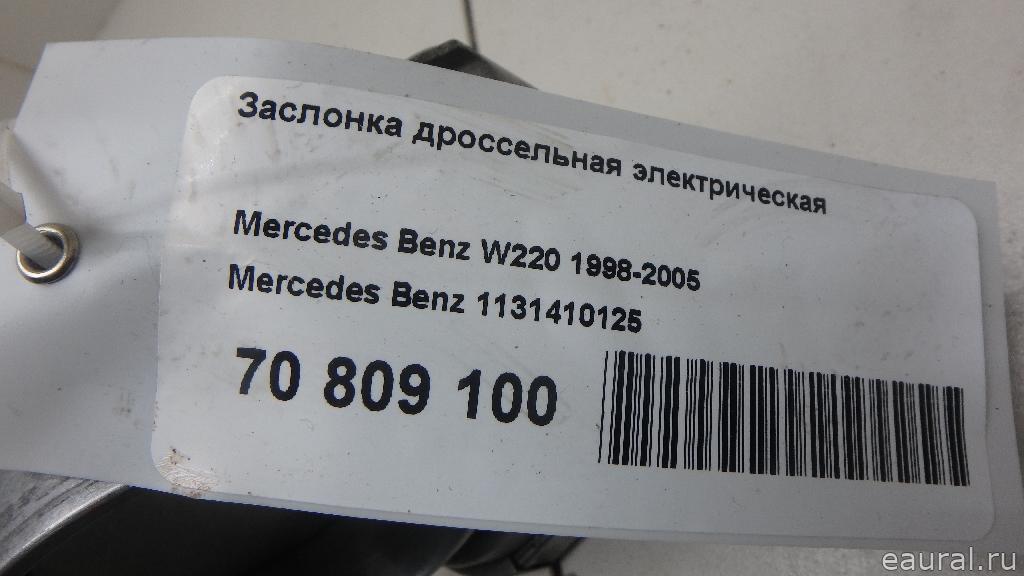 Заслонка дроссельная электрическая
Mercedes Benz W220 1998-2005
Mercedes Benz 1131410125
70 809 100
eaural.ru